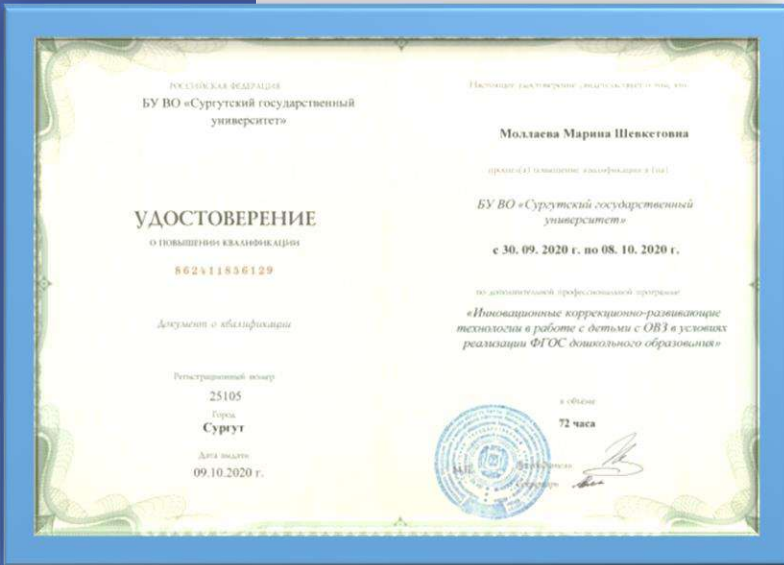 РОССИЙСКАЯ ФЕДЕРАЦИЯ
БУ ВО «Сургутский государственный
университет»
УДОСТОВЕРЕНИЕ
О ПОВЫШЕНИИ КВАЛИФИКАЦИИ
862411856129
Документ о квалификации
Регистрационный номер
25105
Город
Сургут
Дата выдачи
09.10.2020 г.
Настоящее удостоверение свидетельствует о том, что
Моллаева Марина Шевкетовна
прошел(а) повышение квалификации в (на)
БУ ВО «Сургутский государственный
университет»
с 30. 09. 2020 г. по 08. 10. 2020 г.
по дополнительной профессиональной программе
«Инновационные коррекционно-развивающие
технологии в работе с детьми с ОВЗ в условиях
реализации ФГОС дошкольного образования»
в объёме
72 часа
М.П.
Руководитель
Секретарь